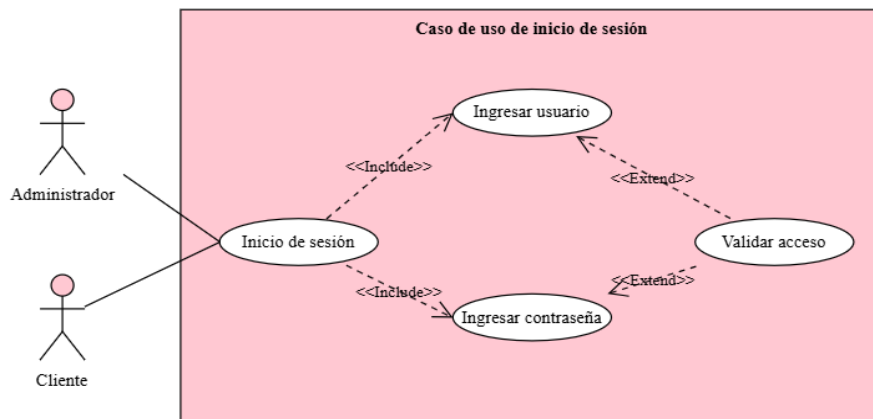 Caso de uso de inicio de sesión
Ingresar usuario
<<Include>>
<<Extend>>
Administrador
Inicio de sesión
Validar acceso
<<Include>>
<<Extend>>
Ingresar contraseña
Cliente